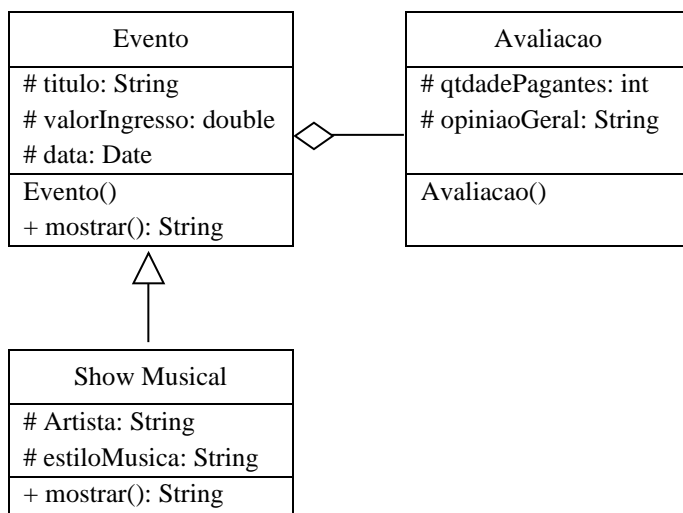 Evento
# titulo: String
# valorIngresso: double
# data: Date
Evento()
+ mostrar(): String
Avaliacao
# qtdadePagantes: int
# opiniaoGeral: String
Avaliacao()
Show Musical
# Artista: String
# estiloMusica: String
+ mostrar(): String